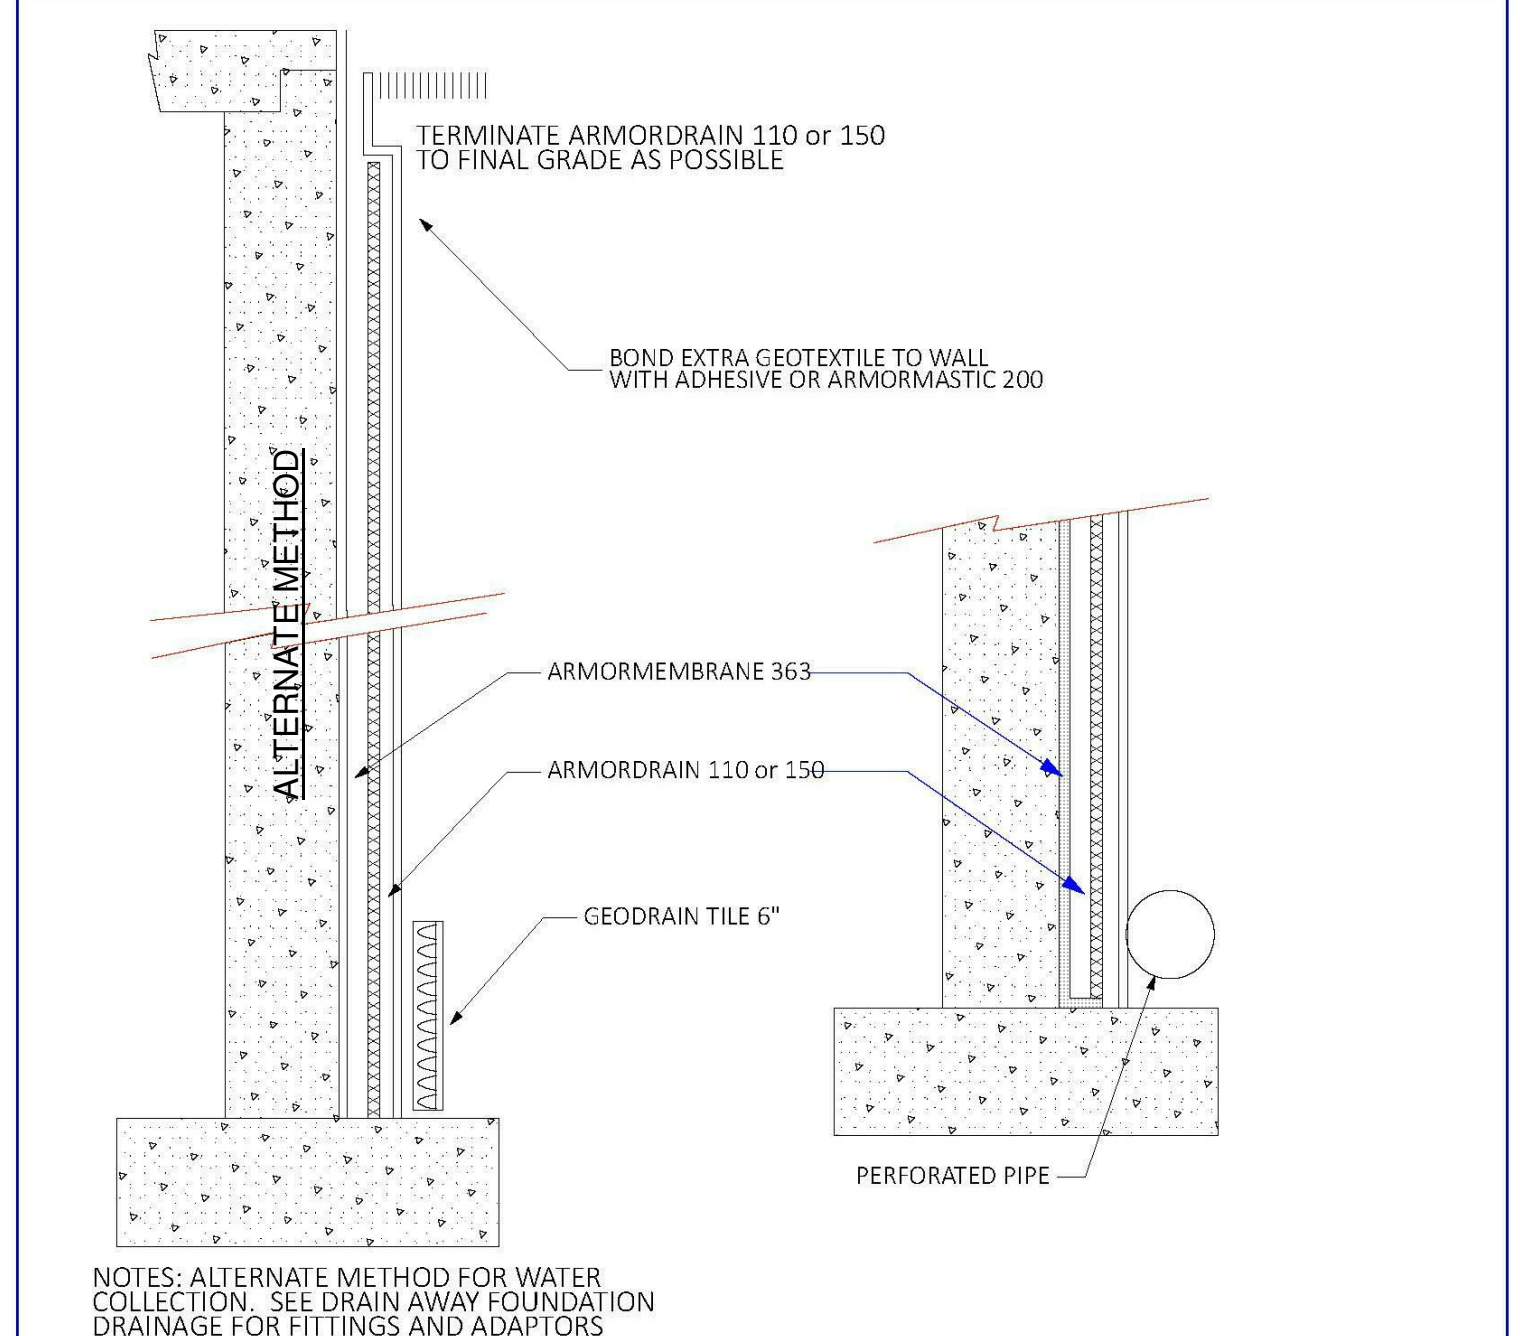 TERMINATE ARMORDRAIN 110 or 150
TO FINAL GRADE AS POSSIBLE
BOND EXTRA GEOTEXTILE TO WALL
WITH ADHESIVE OR ARMORMASTIC 200
ALTERNATE METHOD
ARMORMEMBRANE 363
ARMORDRAIN 110 or 150
GEODRAIN TILE 6"
PERFORATED PIPE
NOTES: ALTERNATE METHOD FOR WATER
COLLECTION. SEE DRAIN AWAY FOUNDATION
DRAINAGE FOR FITTINGS AND ADAPTORS